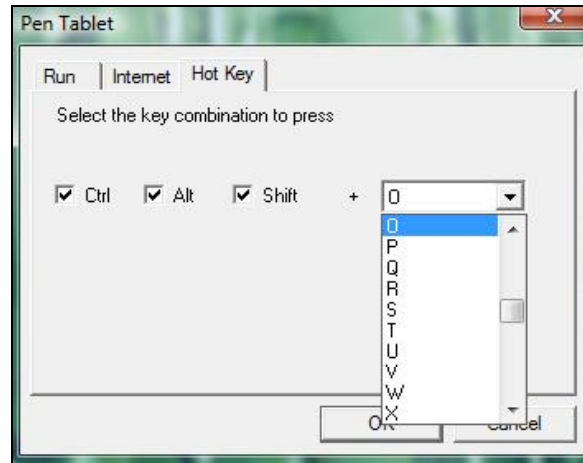 Pen Tablet
Run Internet Hot Key
Select the key combination to press
Ctrl Alt Shift + O
O
P
Q
R
S
T
U
V
W
X
OK Cancel